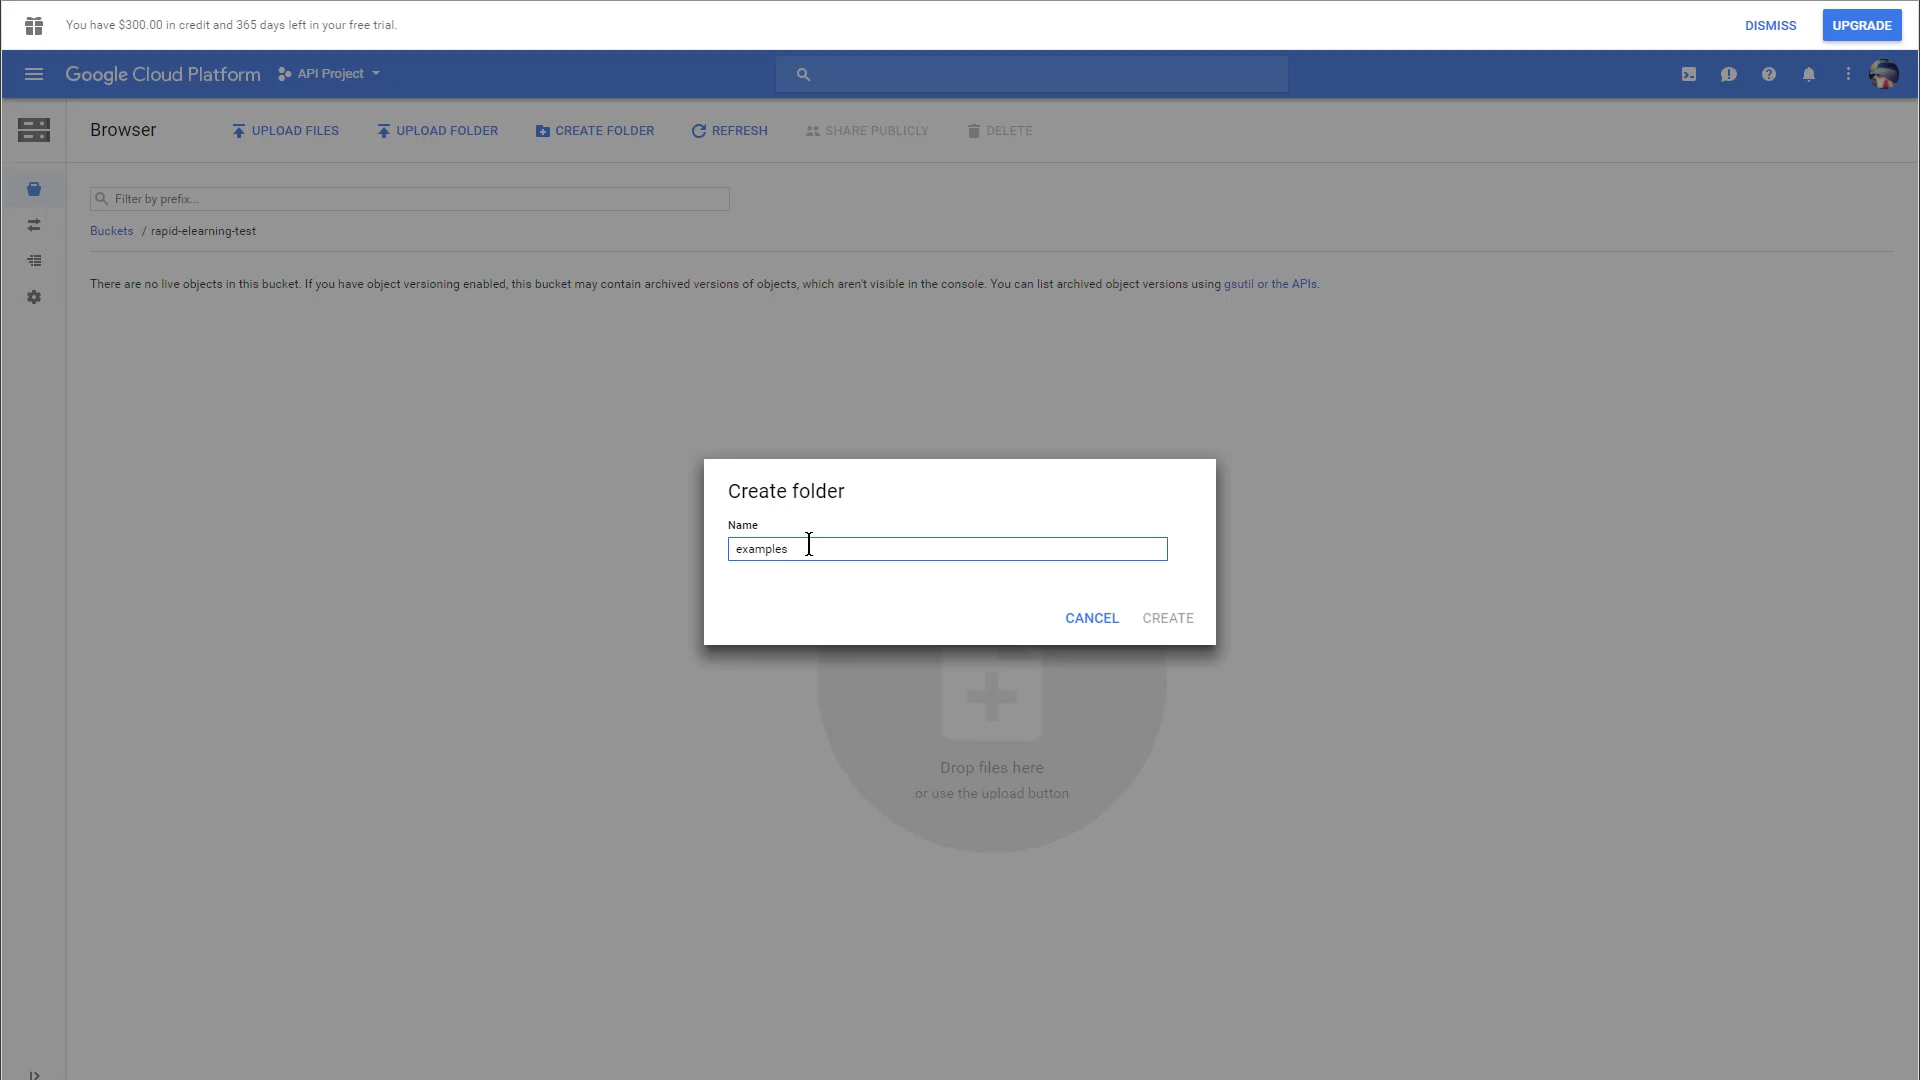 You have $300.00 in credit and 365 days left in your free trial.
DISMISS
UPGRADE
Google Cloud Platform
API Project
Browser
UPLOAD FILES
UPLOAD FOLDER
CREATE FOLDER
REFRESH
SHARE PUBLICLY
DELETE
Filter by prefix...
Buckets / rapid-elearning-test
There are no live objects in this bucket. If you have object versioning enabled, this bucket may contain archived versions of objects, which aren't visible in the console. You can list archived object versions using gsutil or the APIs.
Create folder
Name
examples
CANCEL
CREATE
Drop files here
or use the upload button